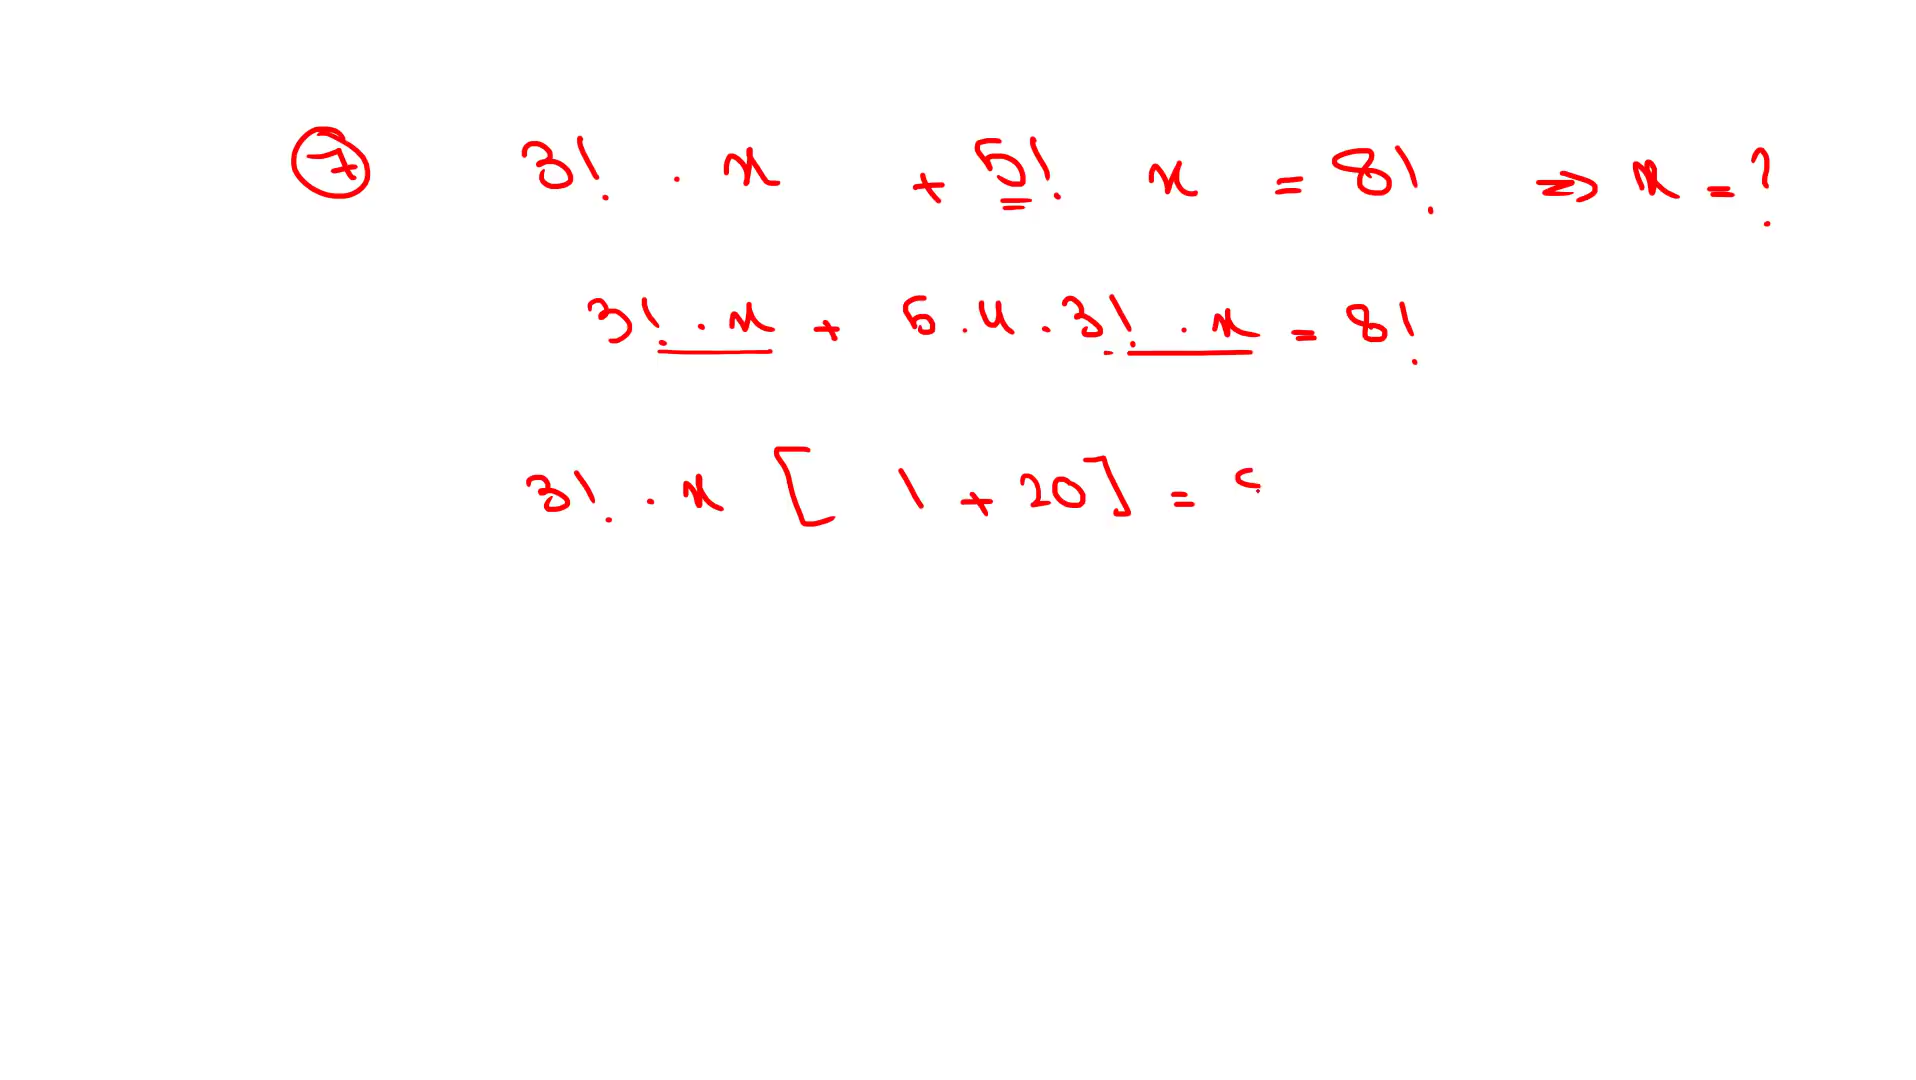 7 3! . x + 5! x = 8! => x = ?
3! . x + 5 . 4 . 3! . x = 8!
3! . x [ 1 + 20 ] =